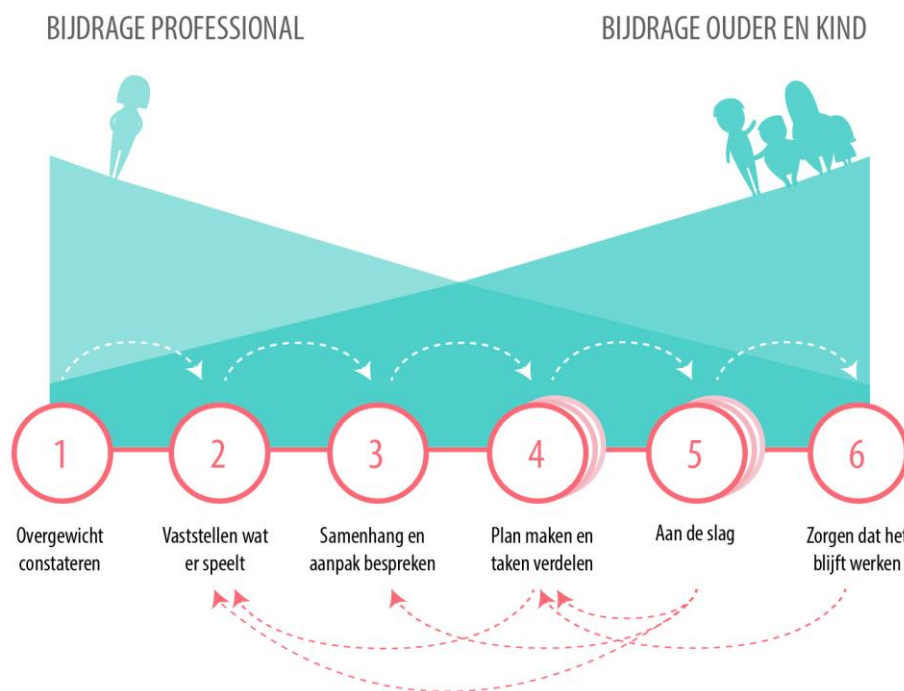 BIJDRAGE PROFESSIONAL
BIJDRAGE OUDER EN KIND
1
2
3
4
5
6
Overgewicht
constateren
Vaststellen wat
er speelt
Samenhang en
aanpak bespreken
Plan maken en
taken verdelen
Aan de slag
Zorgen dat het
blijft werken